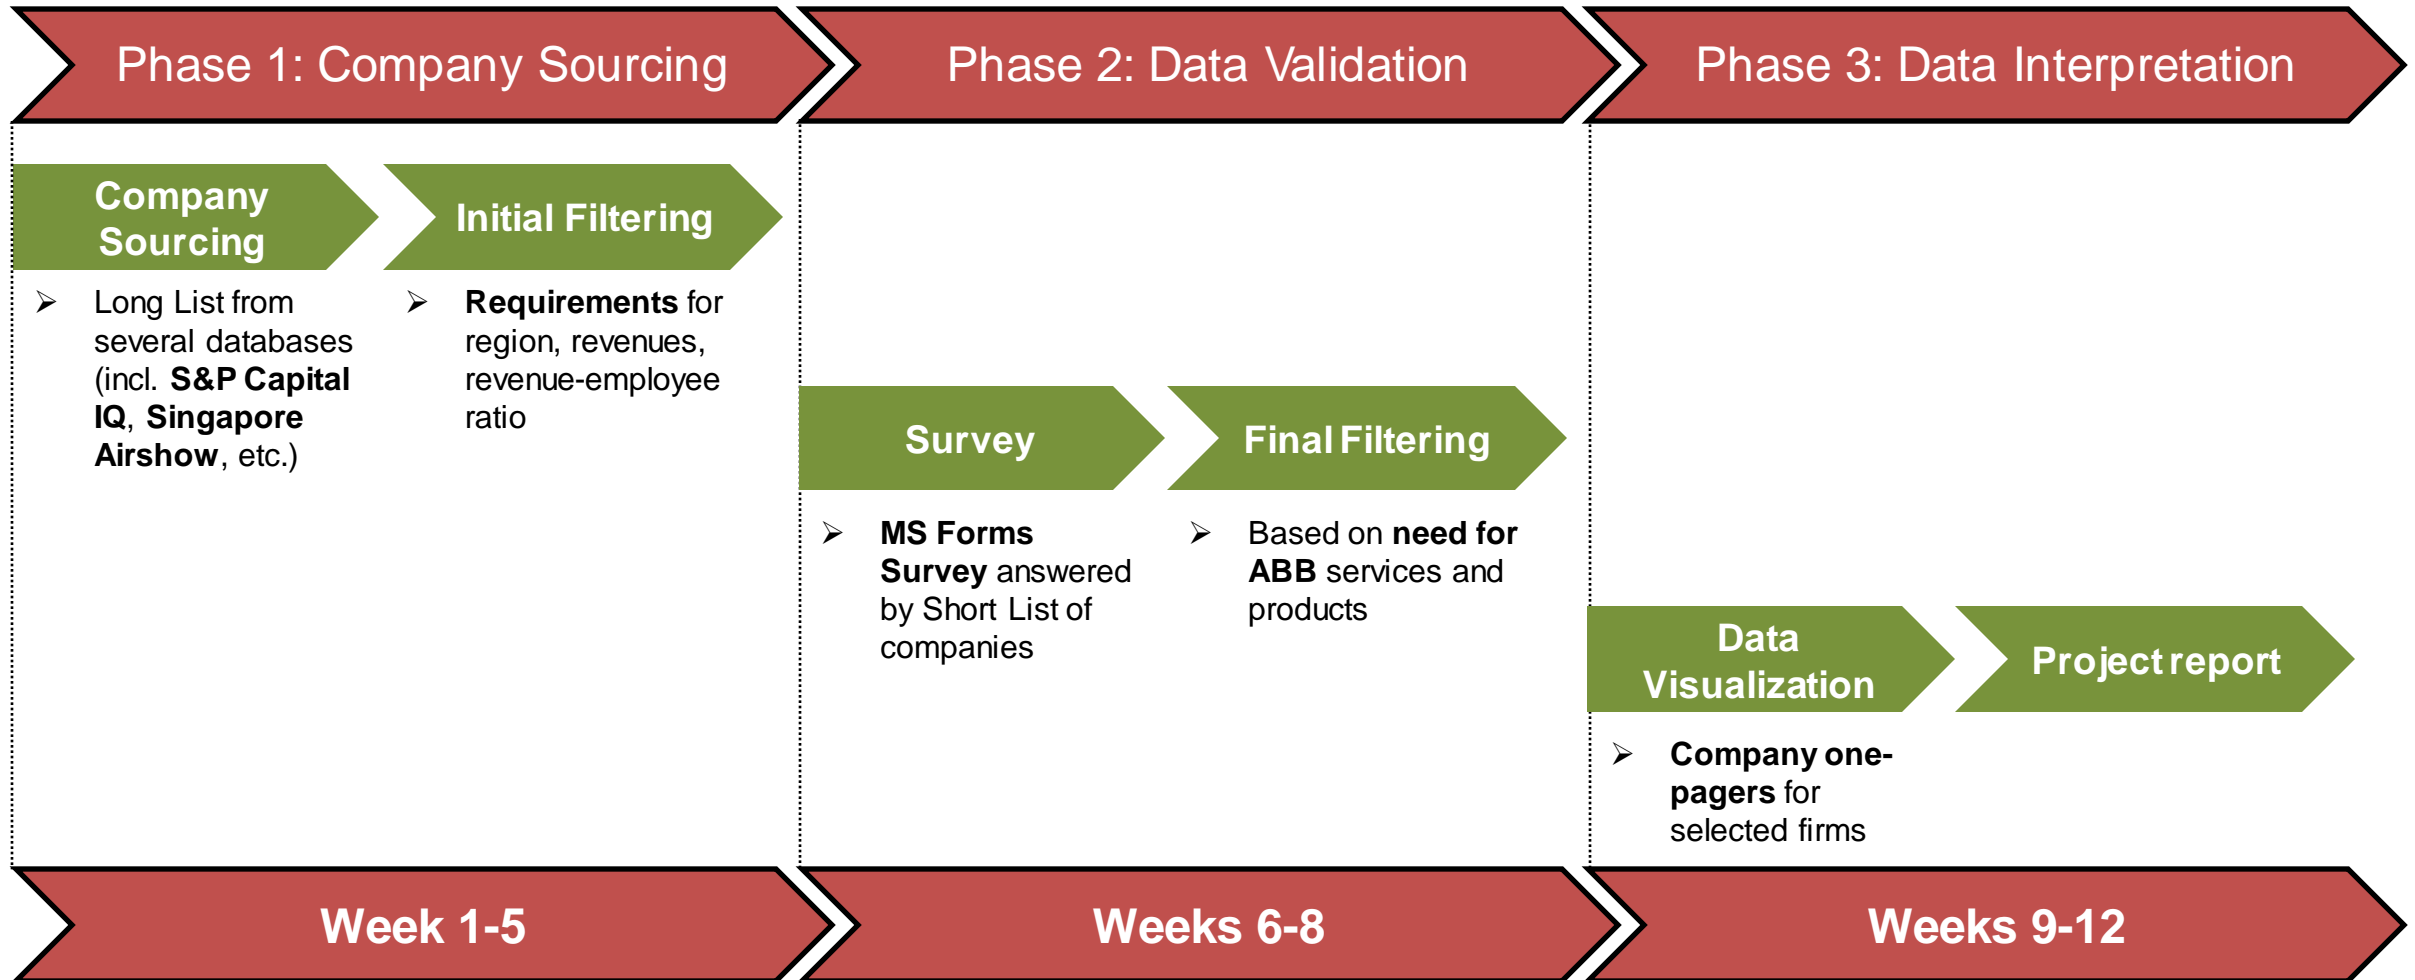 Phase 1: Company Sourcing
Phase 2: Data Validation
Phase 3: Data Interpretation
Company
Sourcing
Initial Filtering
➢ Long List from
several databases
(incl. S&P Capital
IQ, Singapore
Airshow, etc.)
➢ Requirements for
region, revenues,
revenue-employee
ratio
Survey
Final Filtering
➢ MS Forms
Survey answered
by Short List of
companies
➢ Based on need for
ABB services and
products
Data
Visualization
Project report
➢ Company one-
pagers for
selected firms
Week 1-5
Weeks 6-8
Weeks 9-12